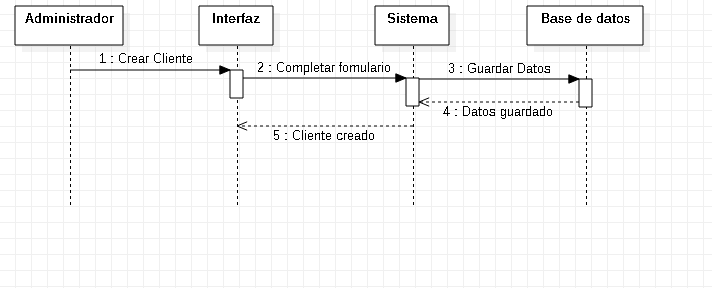 Administrador
Interfaz
Sistema
Base de datos
1 : Crear Cliente
2 : Completar fomulario
3 : Guardar Datos
4 : Datos guardado
5 : Cliente creado